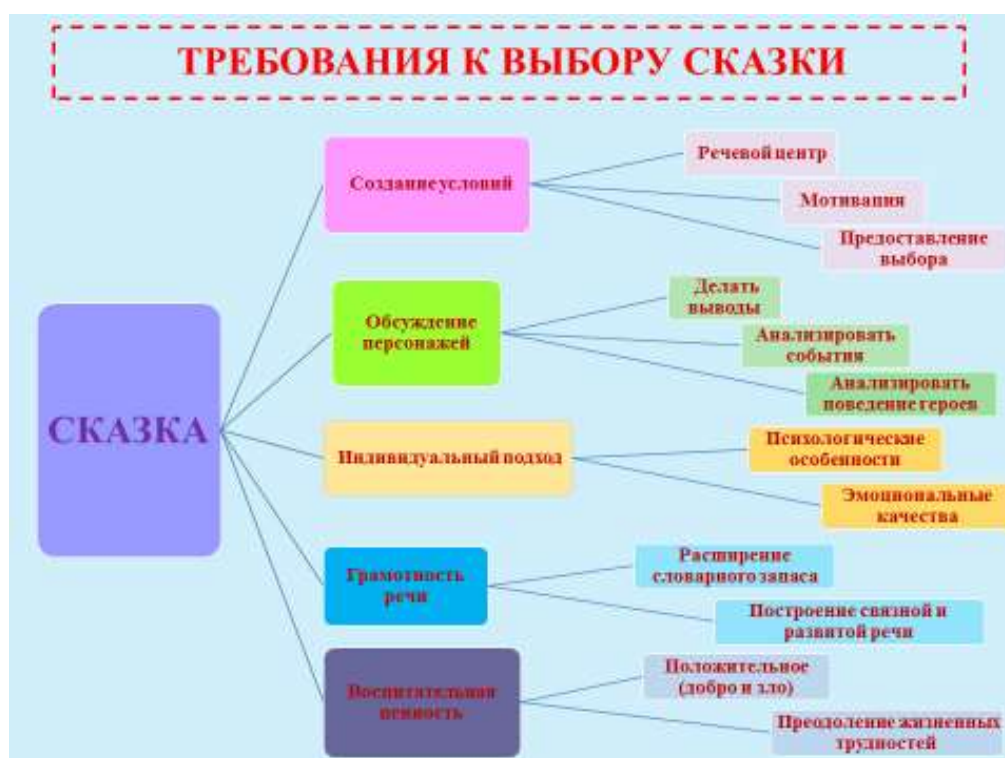 ТРЕБОВАНИЯ К ВЫБОРУ СКАЗКИ
Создание условий
Речевой центр
Мотивация
Предоставление
выбора
Обсуждение
персонажей
Делать
выводы
Анализировать
события
Анализировать
поведение героев
СКАЗКА
Индивидуальный подход
Психологические
особенности
Эмоциональные
качества
Грамотность
речи
Расширение
словарного запаса
Построение связной и
развитой речи
Воспитательная
ценность
Положительное
(добро и зло)
Преодоление жизненных
трудностей